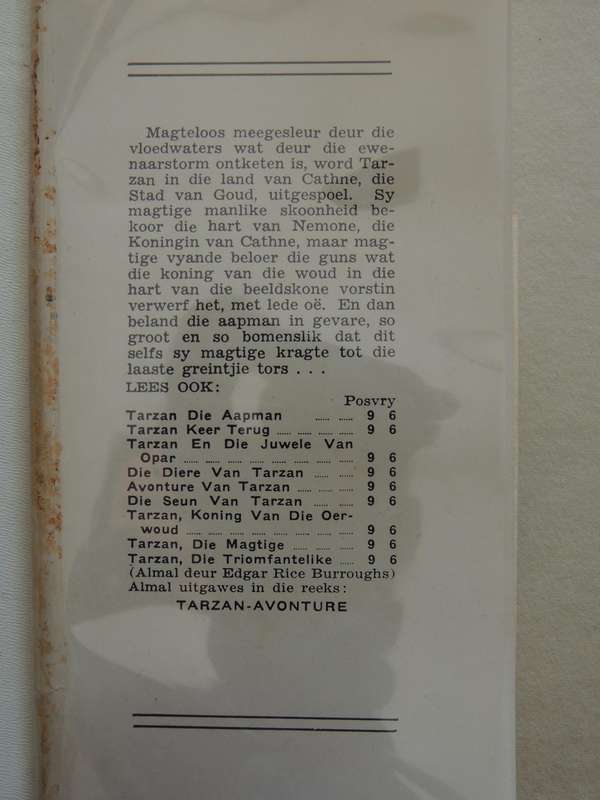 Magteloos meegesleur deur die
vloedwaters wat deur die ewe-
naarstorm ontketen is, word Tar-
zan in die land van Cathne, die
Stad van Goud, uitgespoel. Sy
magtige manlike skoonheid be-
koor die hart van Nemone, die
Koningin van Cathne, maar mag-
tige vyande beloer die guns wat
die koning van die woud in die
hart van die beeldskone vorstin
verwerf het, met lede oë. En dan
beland die aapman in gevare, so
groot en so bomenslik dat dit
selfs sy magtige kragte tot die
laaste greintjie tors . . .
LEES OOK:
Posvry
Tarzan Die Aapman ...... ...... 9 6
Tarzan Keer Terug ...... ...... ...... 9 6
Tarzan En Die Juwele Van
Opar ...... ...... ...... ...... ...... ...... ...... 9 6
Die Diere Van Tarzan ...... ...... 9 6
Avonture Van Tarzan ...... ...... ...... 9 6
Die Seun Van Tarzan ...... ...... 9 6
Tarzan, Koning Van Die Oer-
woud ...... ...... ...... ...... ...... ...... ...... 9 6
Tarzan, Die Magtige ...... ...... ...... 9 6
Tarzan, Die Triomfantelike ...... ...... 9 6
(Almal deur Edgar Rice Burroughs)
Almal uitgawes in die reeks:
TARZAN-AVONTURE